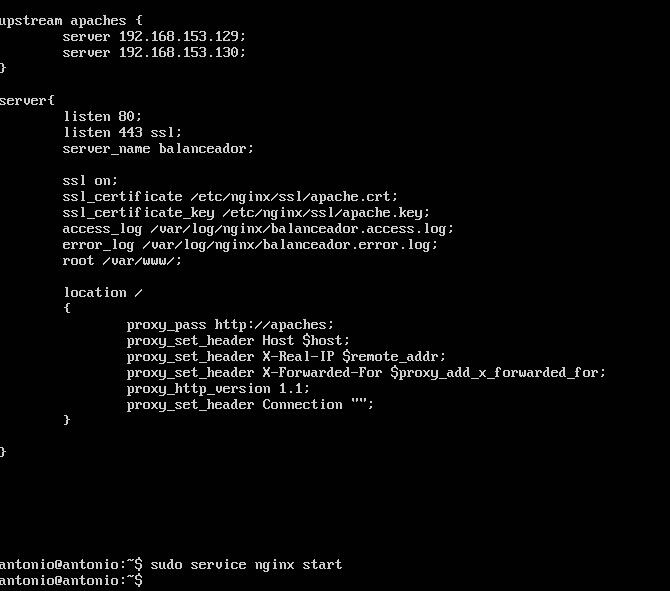 upstream apaches {
        server 192.168.153.129;
        server 192.168.153.130;
}
server{
        listen 80;
        listen 443 ssl;
        server_name balanceador;
        ssl on;
        ssl_certificate /etc/nginx/ssl/apache.crt;
        ssl_certificate_key /etc/nginx/ssl/apache.key;
        access_log /var/log/nginx/balanceador.access.log;
        error_log /var/log/nginx/balanceador.error.log;
        root /var/www/;
        location /
        {
                proxy_pass http://apaches;
                proxy_set_header Host $host;
                proxy_set_header X-Real-IP $remote_addr;
                proxy_set_header X-Forwarded-For $proxy_add_x_forwarded_for;
                proxy_http_version 1.1;
                proxy_set_header Connection "";
        }
}
antonio@antonio:~$ sudo service nginx start
antonio@antonio:~$